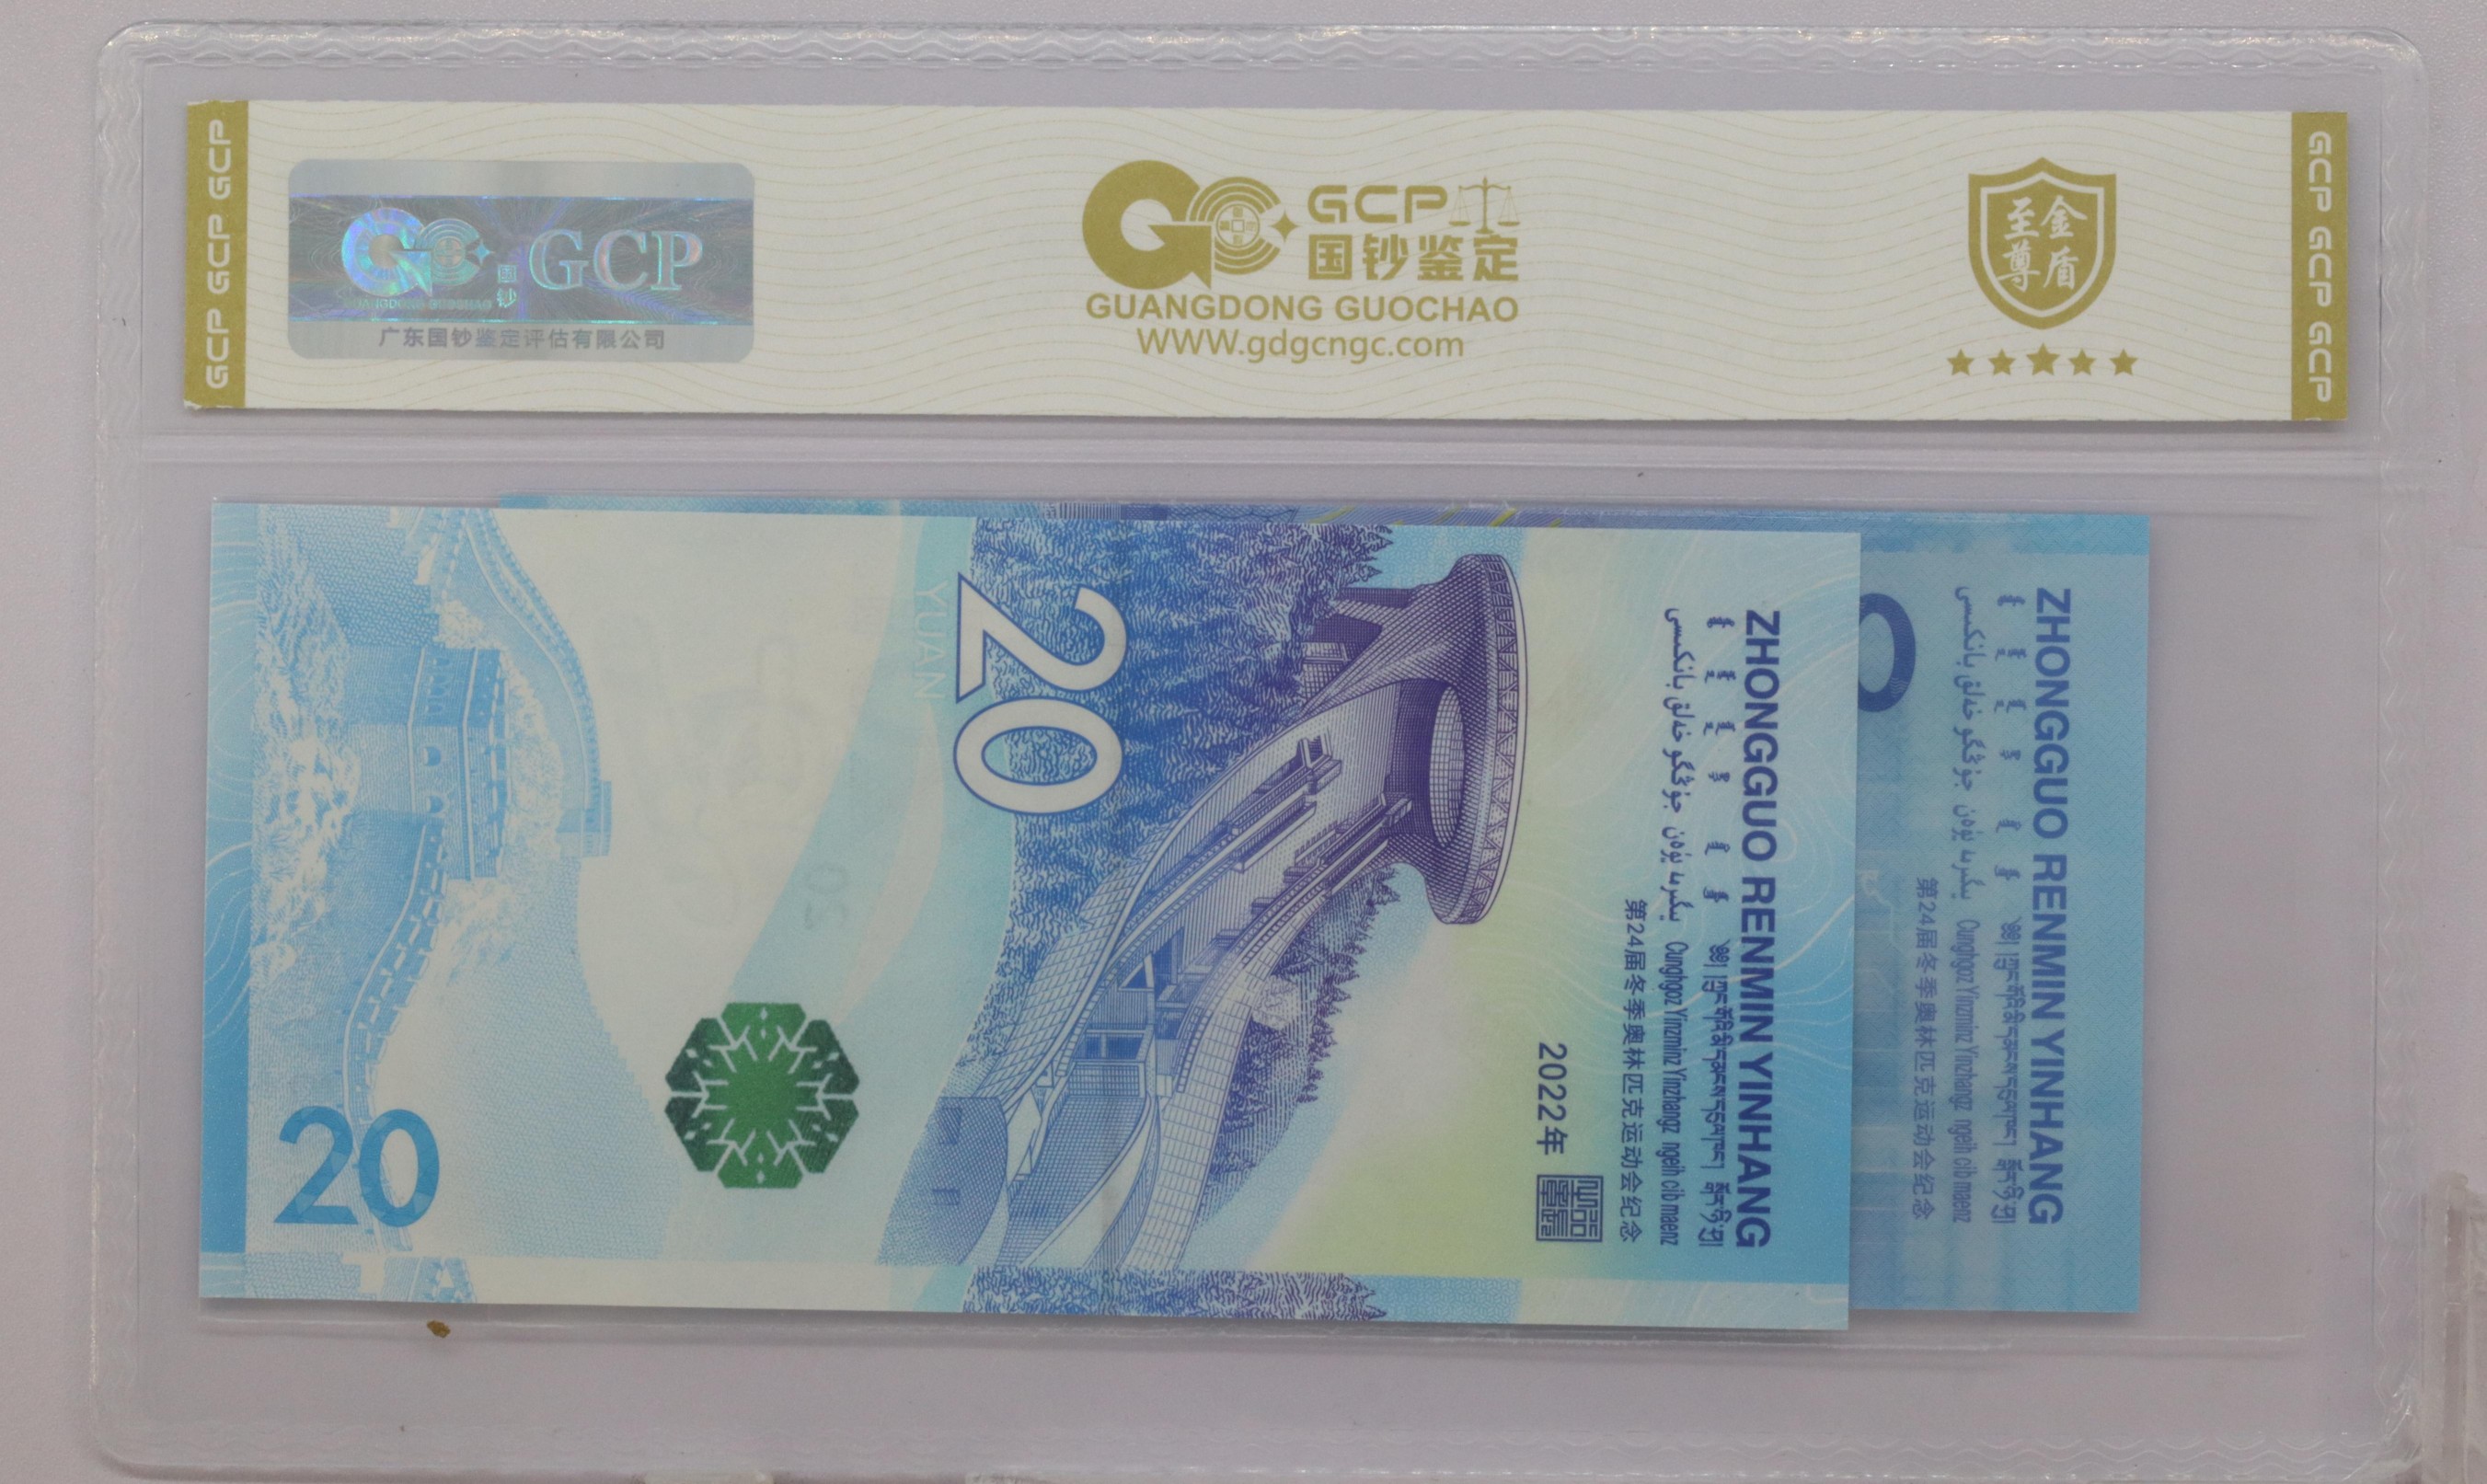 GCP GCP GCP
GCP
国钞
GUANGDONG GUOCHAO
广东国钞鉴定评估有限公司
GCP
国钞鉴定
GUANGDONG GUOCHAO
WWW.gdgcngc.com
至尊
金盾
GCP GCP GCP
ZHONGGUO RENMIN YINHANG
Cunghgoz Yinzminz Yinzhangz ngeih cib maenz
第24届冬季奥林匹克运动会纪念
2022年
20
YUAN
20
20
ZHONGGUO RENMIN YINHANG
Cunghgoz Yinzminz Yinzhangz ngeih cib maenz
第24届冬季奥林匹克运动会纪念